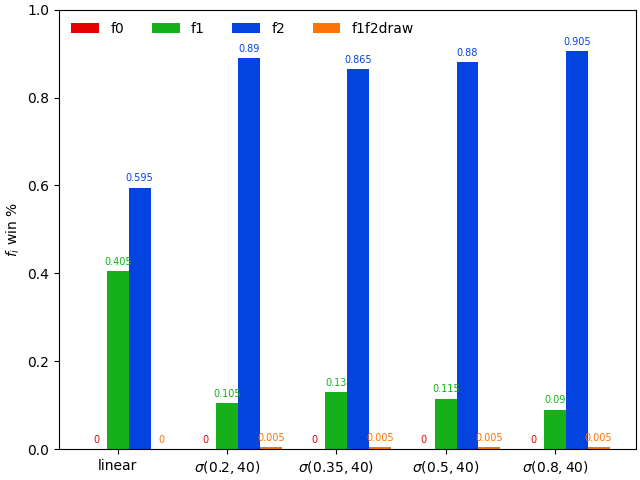 f0 f1 f2 f1f2draw
f_i win %
1.0
0.8
0.6
0.4
0.2
0.0
0 0.405 0.595 0
0 0.105 0.89 0.005
0 0.13 0.865 0.005
0 0.115 0.88 0.005
0 0.09 0.905 0.005
linear σ(0.2, 40) σ(0.35, 40) σ(0.5, 40) σ(0.8, 40)